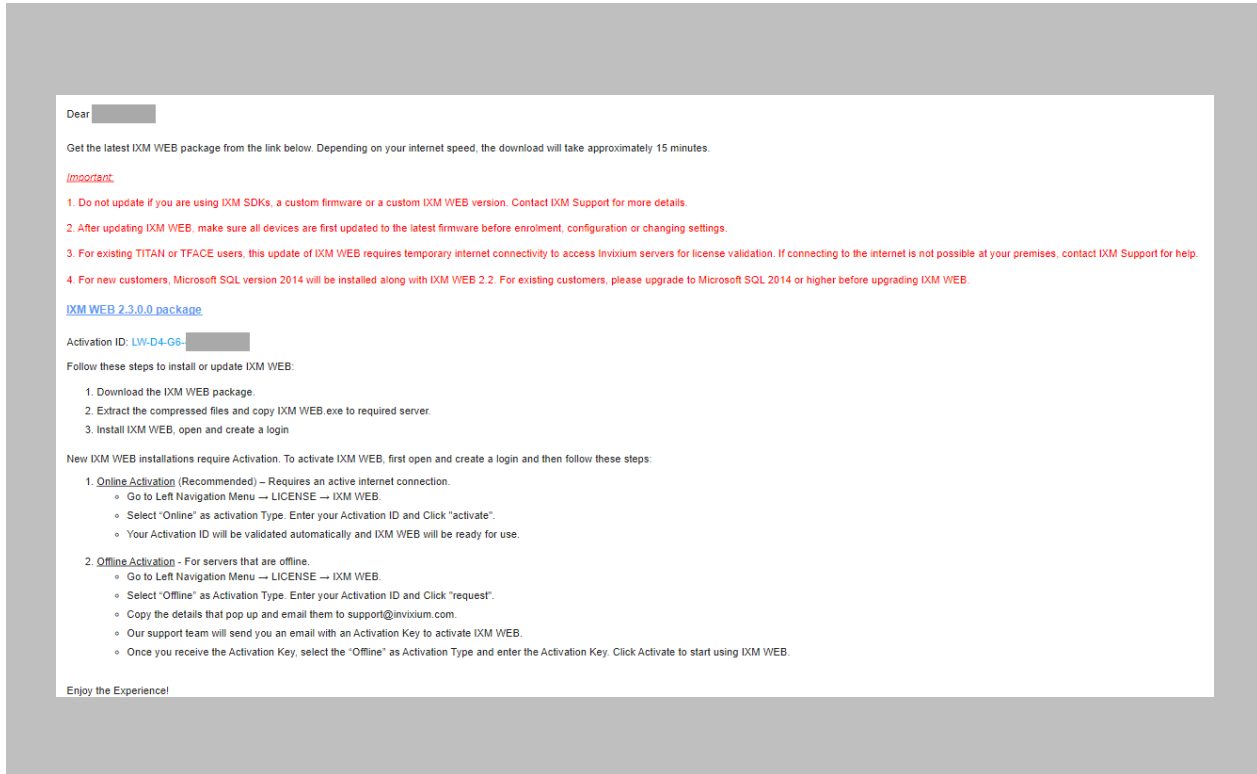 Dear
Get the latest IXM WEB package from the link below. Depending on your internet speed, the download will take approximately 15 minutes.
Important:
1. Do not update if you are using IXM SDKs, a custom firmware or a custom IXM WEB version. Contact IXM Support for more details.
2. After updating IXM WEB, make sure all devices are first updated to the latest firmware before enrolment, configuration or changing settings.
3. For existing TITAN or TFACE users, this update of IXM WEB requires temporary internet connectivity to access Invixium servers for license validation. If connecting to the internet is not possible at your premises, contact IXM Support for help.
4. For new customers, Microsoft SQL version 2014 will be installed along with IXM WEB 2.2. For existing customers, please upgrade to Microsoft SQL 2014 or higher before upgrading IXM WEB.
IXM WEB 2.3.0.0 package
Activation ID: LW-D4-G6-
Follow these steps to install or update IXM WEB:
1. Download the IXM WEB package.
2. Extract the compressed files and copy IXM WEB.exe to required server.
3. Install IXM WEB, open and create a login
New IXM WEB installations require Activation. To activate IXM WEB, first open and create a login and then follow these steps:
1. Online Activation (Recommended) – Requires an active internet connection.
◦ Go to Left Navigation Menu → LICENSE → IXM WEB.
◦ Select “Online” as activation Type. Enter your Activation ID and Click "activate".
◦ Your Activation ID will be validated automatically and IXM WEB will be ready for use.
2. Offline Activation - For servers that are offline.
◦ Go to Left Navigation Menu → LICENSE → IXM WEB.
◦ Select “Offline” as Activation Type. Enter your Activation ID and Click "request".
◦ Copy the details that pop up and email them to support@invixium.com.
◦ Our support team will send you an email with an Activation Key to activate IXM WEB.
◦ Once you receive the Activation Key, select the “Offline” as Activation Type and enter the Activation Key. Click Activate to start using IXM WEB.
Enjoy the Experience!